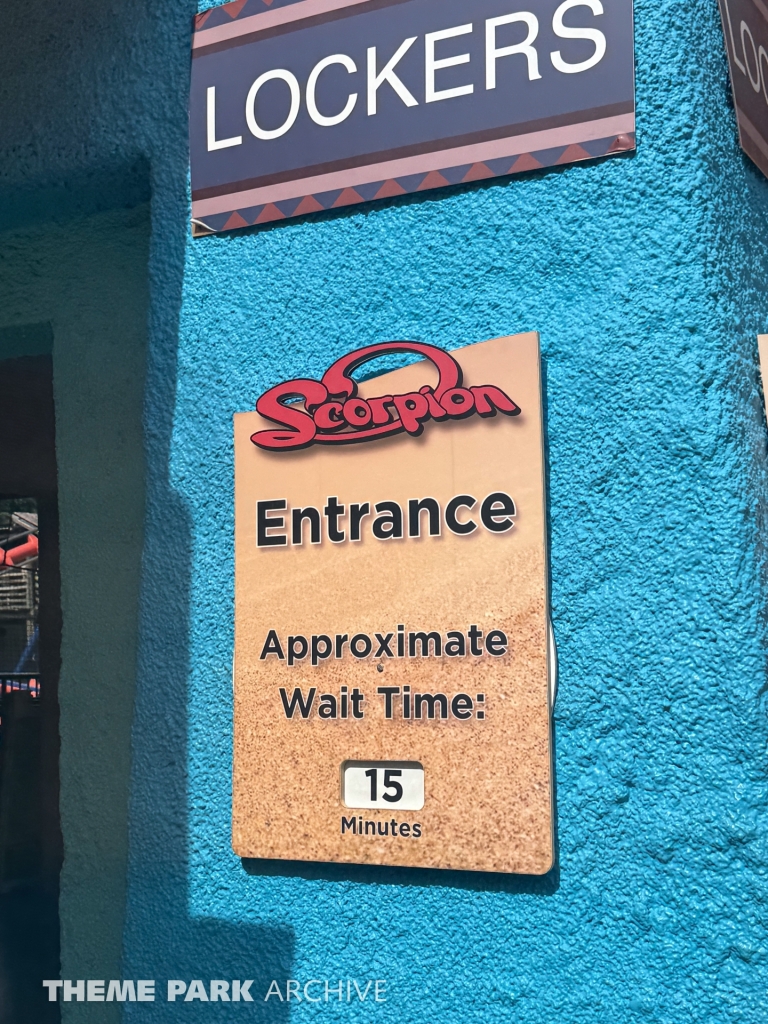 LOCKERS
Scorpion
Entrance
Approximate
Wait Time:
15
Minutes
THEME PARK ARCHIVE